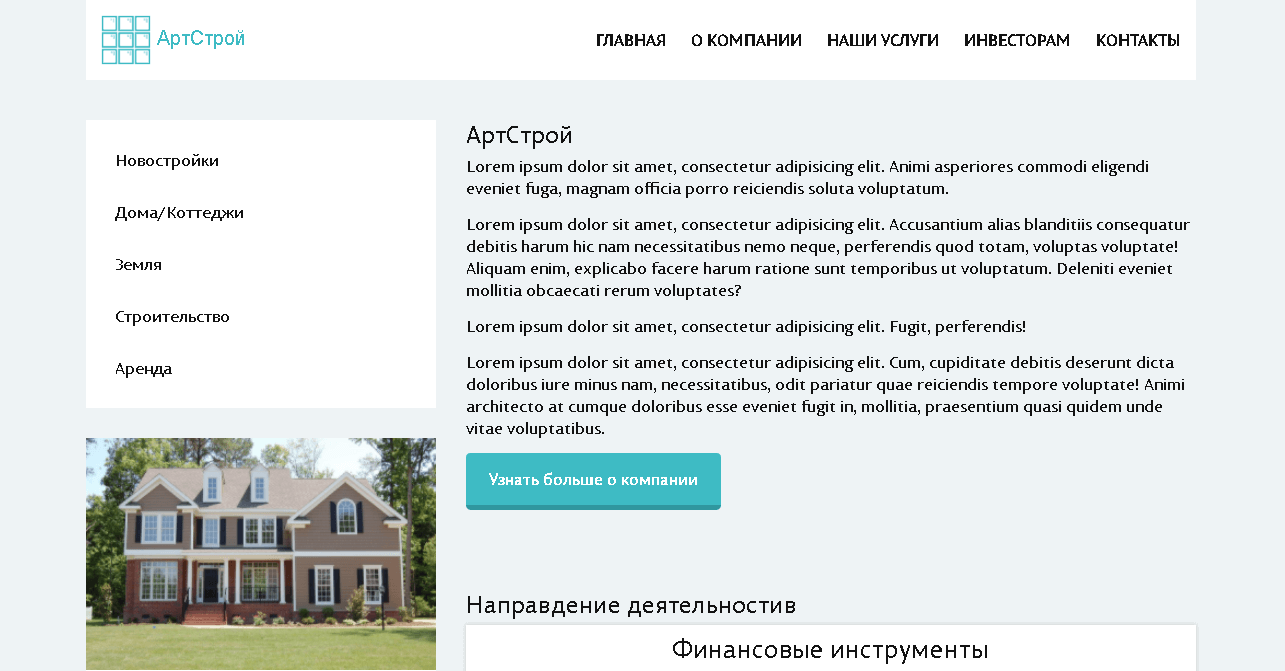 АртСтрой
ГЛАВНАЯ О КОМПАНИИ НАШИ УСЛУГИ ИНВЕСТОРАМ КОНТАКТЫ
Новостройки
Дома/Коттеджи
Земля
Строительство
Аренда
АртСтрой
Lorem ipsum dolor sit amet, consectetur adipisicing elit. Animi asperiores commodi eligendi
eveniet fuga, magnam officia porro reiciendis soluta voluptatum.
Lorem ipsum dolor sit amet, consectetur adipisicing elit. Accusantium alias blanditiis consequatur
debitis harum hic nam necessitatibus nemo neque, perferendis quod totam, voluptas voluptate!
Aliquam enim, explicabo facere harum ratione sunt temporibus ut voluptatum. Deleniti eveniet
mollitia obcaecati rerum voluptates?
Lorem ipsum dolor sit amet, consectetur adipisicing elit. Fugit, perferendis!
Lorem ipsum dolor sit amet, consectetur adipisicing elit. Cum, cupiditate debitis deserunt dicta
doloribus iure minus nam, necessitatibus, odit pariatur quae reiciendis tempore voluptate! Animi
architecto at cumque doloribus esse eveniet fugit in, mollitia, praesentium quasi quidem unde
vitae voluptatibus.
Узнать больше о компании
Направдение деятельностив
Финансовые инструменты